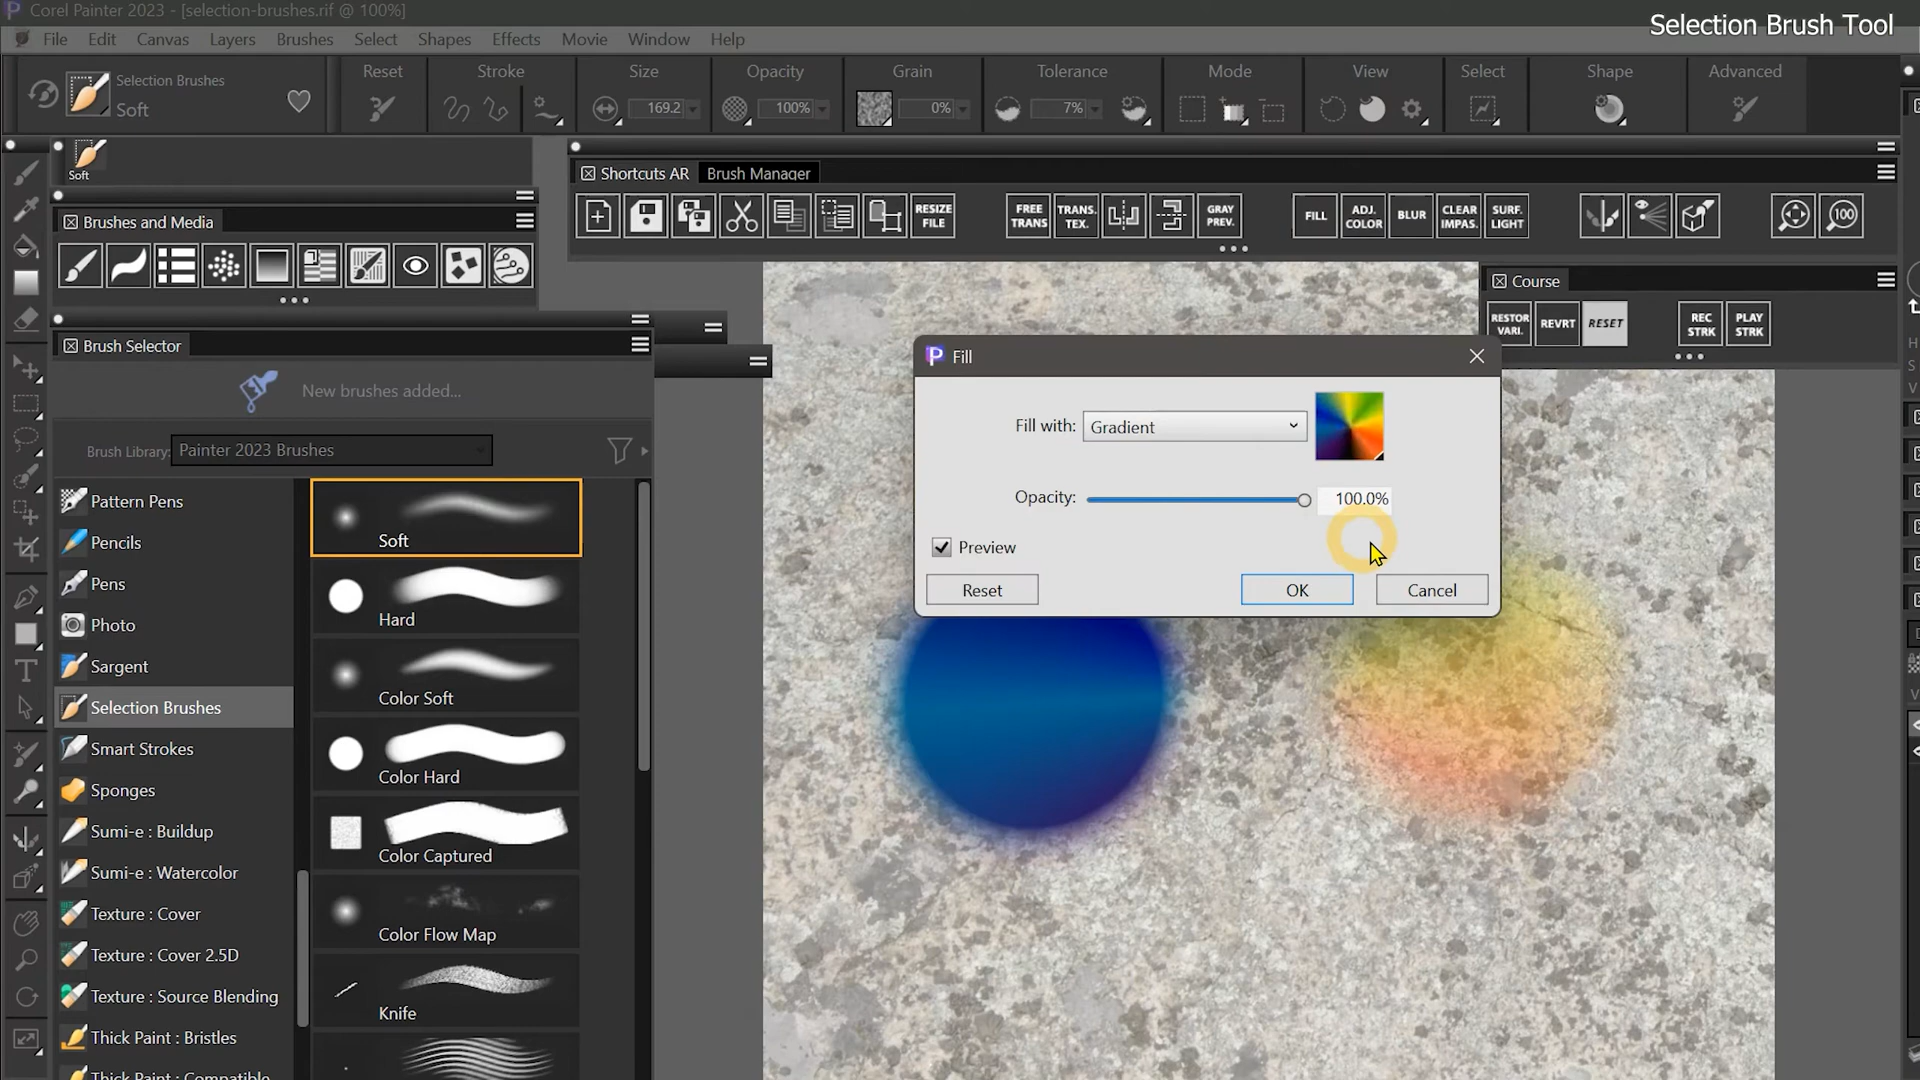 Corel Painter 2023 - [selection-brushes.rif @ 100%]
Selection Brush Tool
File Edit Canvas Layers Brushes Select Shapes Effects Movie Window Help
Selection Brushes
Soft
Reset Stroke Size Opacity Grain Tolerance Mode View Select Shape Advanced
169.2 100% 0% 7%
Soft
Shortcuts AR Brush Manager
RESIZE FILE
FREE TRANS
TRANS. TEX.
GRAY PREV.
FILL
ADJ. COLOR
BLUR
CLEAR IMPAS.
SURF. LIGHT
100
Brushes and Media
Course
RESTOR VARI.
REVRT
RESET
REC STRK
PLAY STRK
Brush Selector
New brushes added...
Brush Library: Painter 2023 Brushes
Pattern Pens
Pencils
Pens
Photo
Sargent
Selection Brushes
Smart Strokes
Sponges
Sumi-e : Buildup
Sumi-e : Watercolor
Texture : Cover
Texture : Cover 2.5D
Texture : Source Blending
Thick Paint : Bristles
Thick Paint : Compatible
Soft
Hard
Color Soft
Color Hard
Color Captured
Color Flow Map
Knife
Fill
Fill with: Gradient
Opacity: 100.0%
Preview
Reset OK Cancel
H
S
V